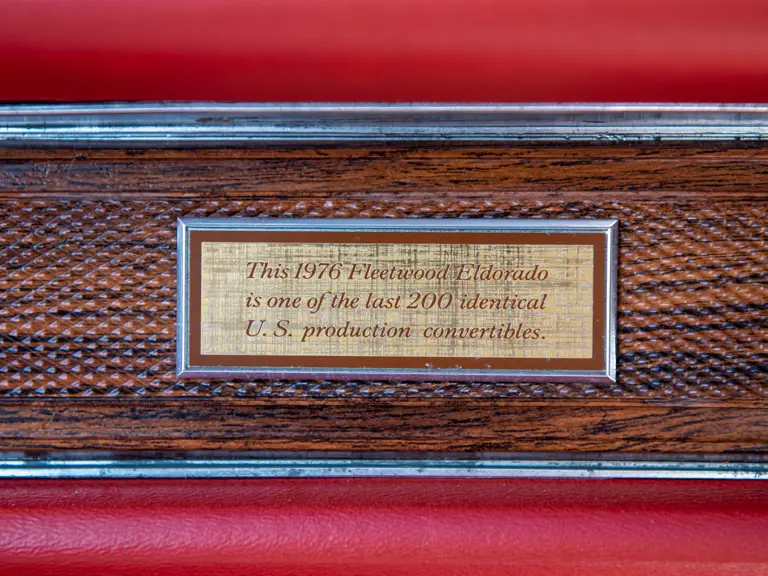 This 1976 Fleetwood Eldorado
is one of the last 200 identical
U. S. production convertibles.